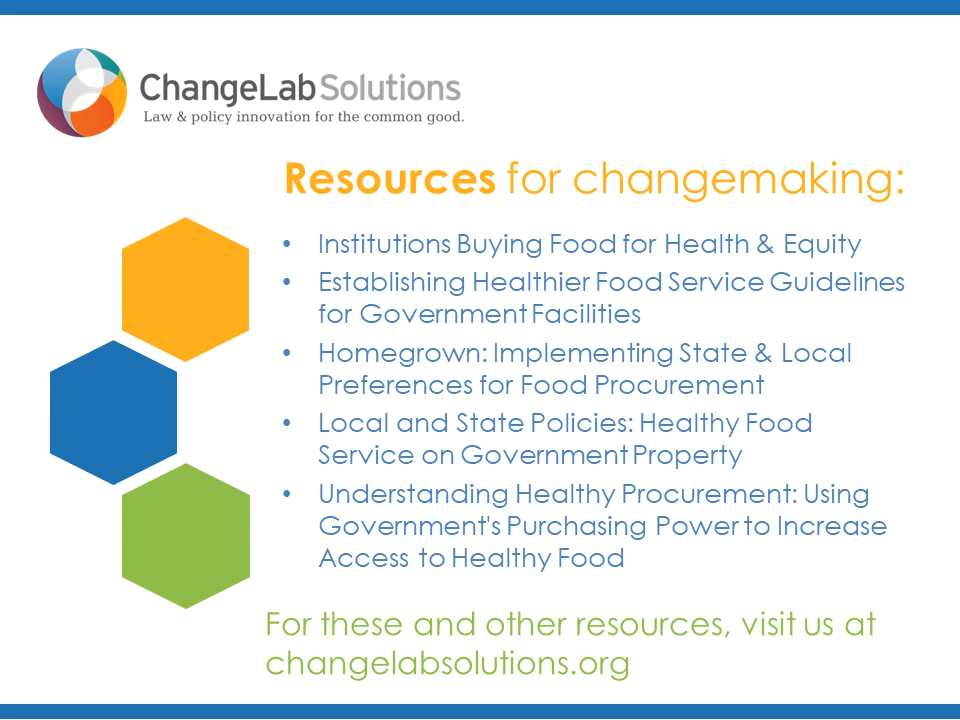 ChangeLabSolutions
Law & policy innovation for the common good.
Resources for changemaking:
• Institutions Buying Food for Health & Equity
• Establishing Healthier Food Service Guidelines
for Government Facilities
• Homegrown: Implementing State & Local
Preferences for Food Procurement
• Local and State Policies: Healthy Food
Service on Government Property
• Understanding Healthy Procurement: Using
Government's Purchasing Power to Increase
Access to Healthy Food
For these and other resources, visit us at
changelabsolutions.org